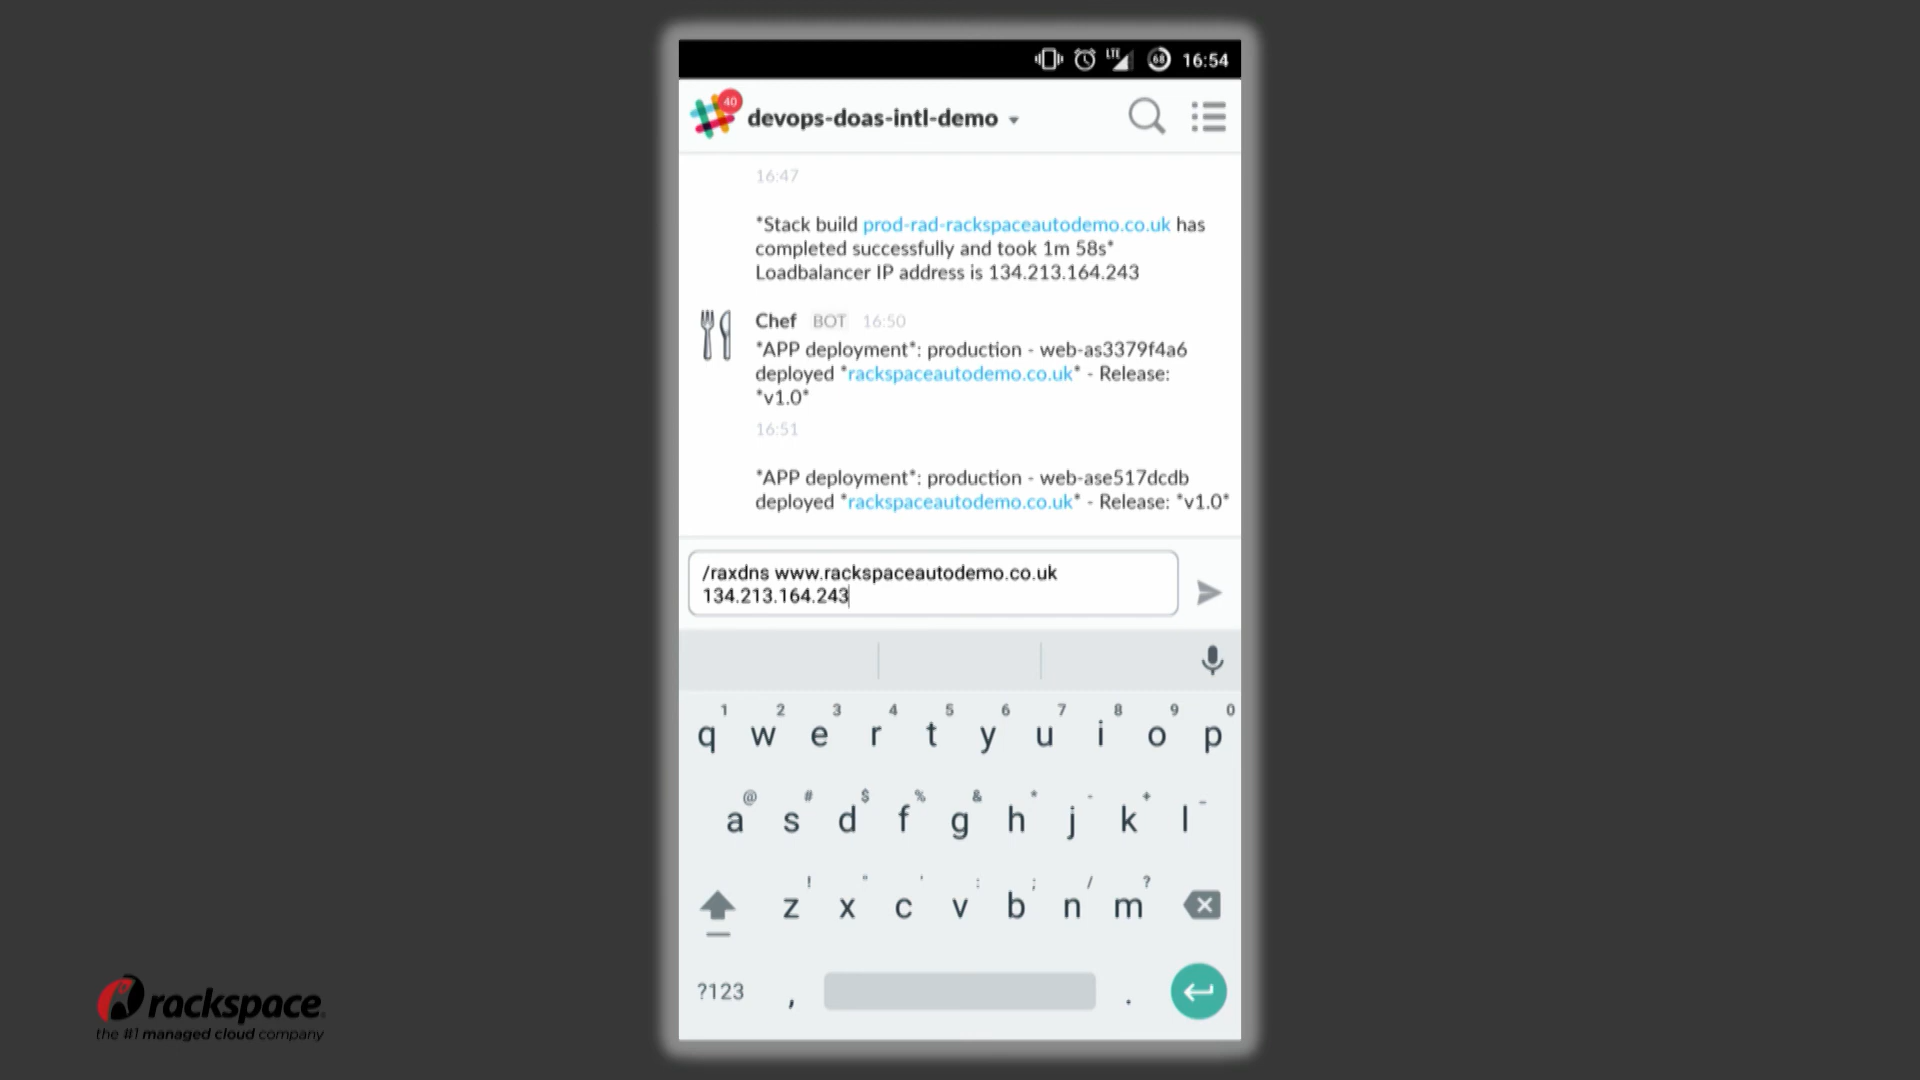 LTE 68 16:54
40 devops-doas-intl-demo
16:47
*Stack build prod-rad-rackspaceautodemo.co.uk has
completed successfully and took 1m 58s*
Loadbalancer IP address is 134.213.164.243
Chef BOT 16:50
*APP deployment*: production - web-as3379f4a6
deployed *rackspaceautodemo.co.uk* - Release:
*v1.0*
16:51
*APP deployment*: production - web-ase517dcdb
deployed *rackspaceautodemo.co.uk* - Release: *v1.0*
/raxdns www.rackspaceautodemo.co.uk
134.213.164.243
1 2 3 4 5 6 7 8 9 0
q w e r t y u i o p
@ # $ % & * - + _
a s d f g h j k l
! " ' : ; / ?
z x c v b n m
?123 , .
rackspace®
the #1 managed cloud company